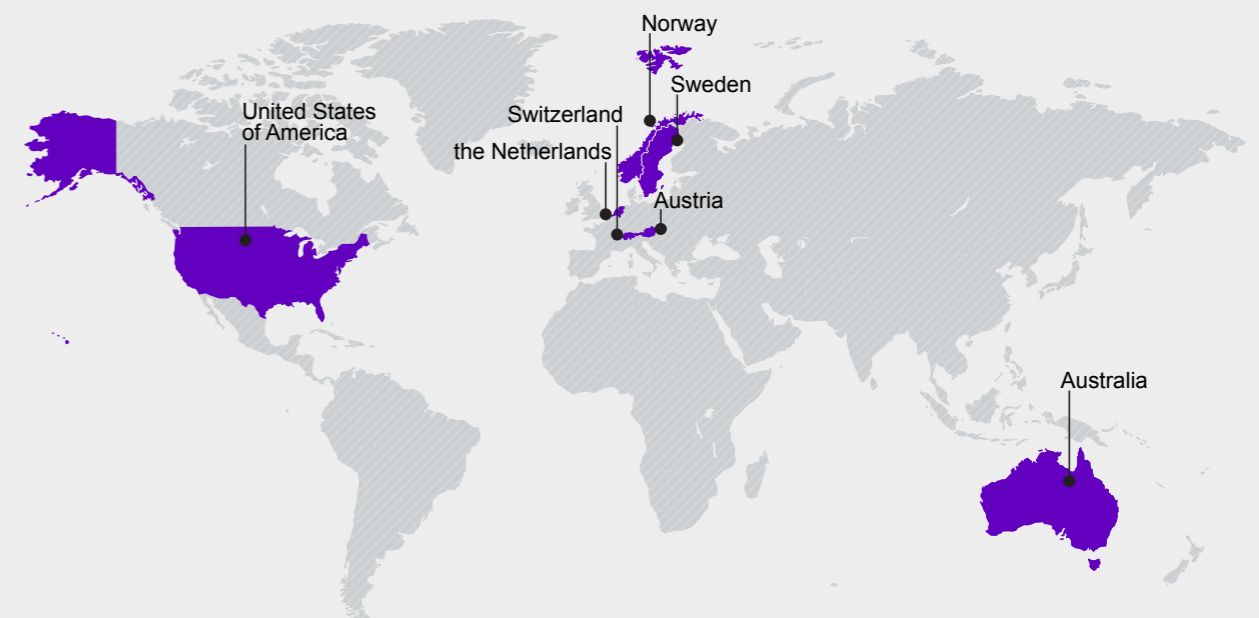 Norway
Sweden
United States
of America
Switzerland
the Netherlands
Austria
Australia